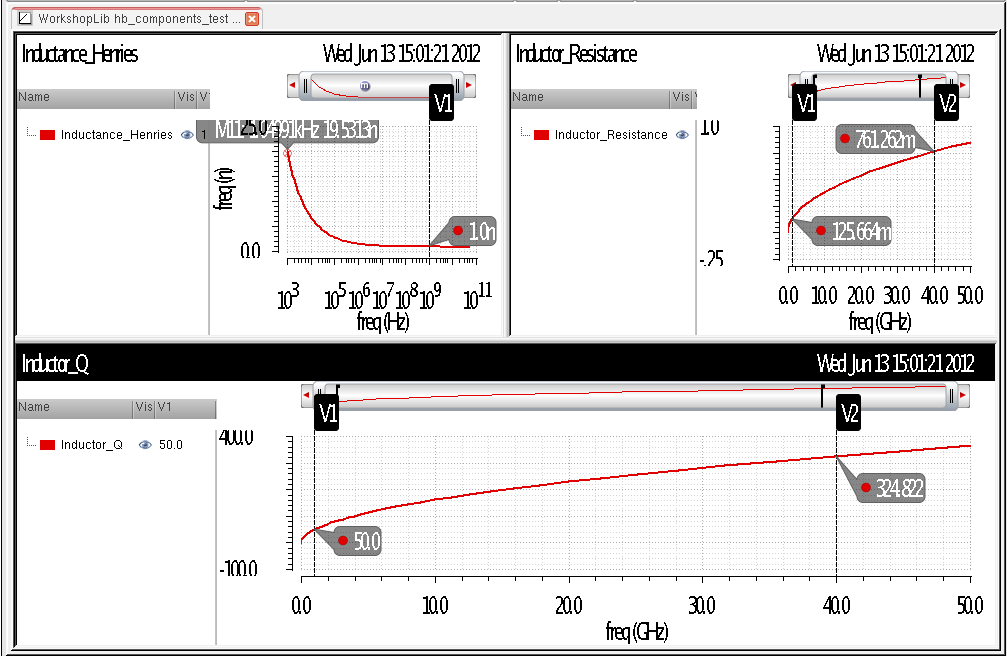 WorkshopLib hb_components_test ...
Inductance_Henries Wed Jun 13 15:01:21 2012
Name Vis V
Inductance_Henries 1
V1
25.0
19.5313n
freq (n)
1.0n
0.0
10^3 10^5 10^6 10^7 10^8 10^9 10^11
freq (Hz)
Inductor_Resistance Wed Jun 13 15:01:21 2012
Name Vis
Inductor_Resistance
V1 V2
1.0
761.262m
125.664m
-.25
0.0 10.0 20.0 30.0 40.0 50.0
freq (GHz)
Inductor_Q Wed Jun 13 15:01:21 2012
Name Vis V1
Inductor_Q 50.0
V1 V2
400.0
324.822
50.0
-100.0
0.0 10.0 20.0 30.0 40.0 50.0
freq (GHz)